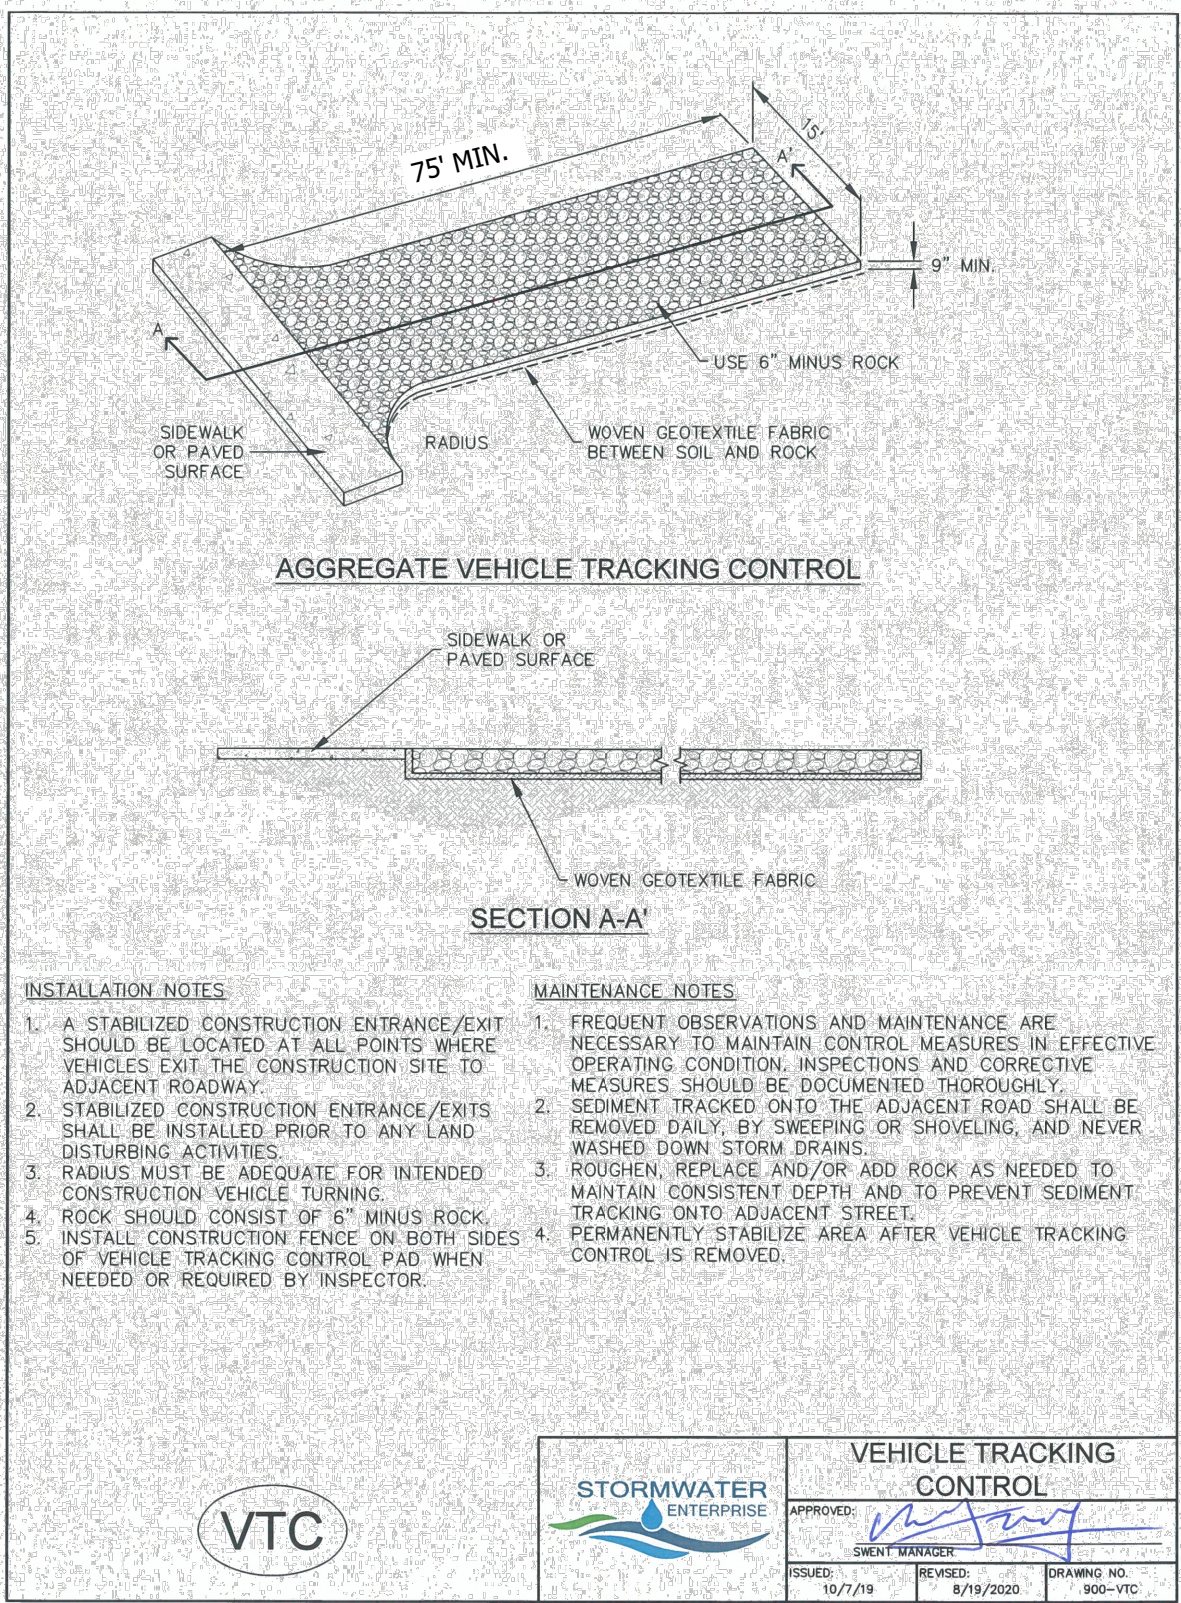 75' MIN.
15'
A'
9" MIN.
A
USE 6" MINUS ROCK
SIDEWALK
OR PAVED
SURFACE
RADIUS
WOVEN GEOTEXTILE FABRIC
BETWEEN SOIL AND ROCK
AGGREGATE VEHICLE TRACKING CONTROL
SIDEWALK OR
PAVED SURFACE
WOVEN GEOTEXTILE FABRIC
SECTION A-A'
INSTALLATION NOTES
1. A STABILIZED CONSTRUCTION ENTRANCE/EXIT
SHOULD BE LOCATED AT ALL POINTS WHERE
VEHICLES EXIT THE CONSTRUCTION SITE TO
ADJACENT ROADWAY.
2. STABILIZED CONSTRUCTION ENTRANCE/EXITS
SHALL BE INSTALLED PRIOR TO ANY LAND
DISTURBING ACTIVITIES.
3. RADIUS MUST BE ADEQUATE FOR INTENDED
CONSTRUCTION VEHICLE TURNING.
4. ROCK SHOULD CONSIST OF 6" MINUS ROCK.
5. INSTALL CONSTRUCTION FENCE ON BOTH SIDES
OF VEHICLE TRACKING CONTROL PAD WHEN
NEEDED OR REQUIRED BY INSPECTOR.
MAINTENANCE NOTES
1. FREQUENT OBSERVATIONS AND MAINTENANCE ARE
NECESSARY TO MAINTAIN CONTROL MEASURES IN EFFECTIVE
OPERATING CONDITION. INSPECTIONS AND CORRECTIVE
MEASURES SHOULD BE DOCUMENTED THOROUGHLY.
2. SEDIMENT TRACKED ONTO THE ADJACENT ROAD SHALL BE
REMOVED DAILY, BY SWEEPING OR SHOVELING, AND NEVER
WASHED DOWN STORM DRAINS.
3. ROUGHEN, REPLACE AND/OR ADD ROCK AS NEEDED TO
MAINTAIN CONSISTENT DEPTH AND TO PREVENT SEDIMENT
TRACKING ONTO ADJACENT STREET.
4. PERMANENTLY STABILIZE AREA AFTER VEHICLE TRACKING
CONTROL IS REMOVED.
VTC
STORMWATER
ENTERPRISE
VEHICLE TRACKING
CONTROL
APPROVED:
SWENT MANAGER
ISSUED:
10/7/19
REVISED:
8/19/2020
DRAWING NO.
900-VTC